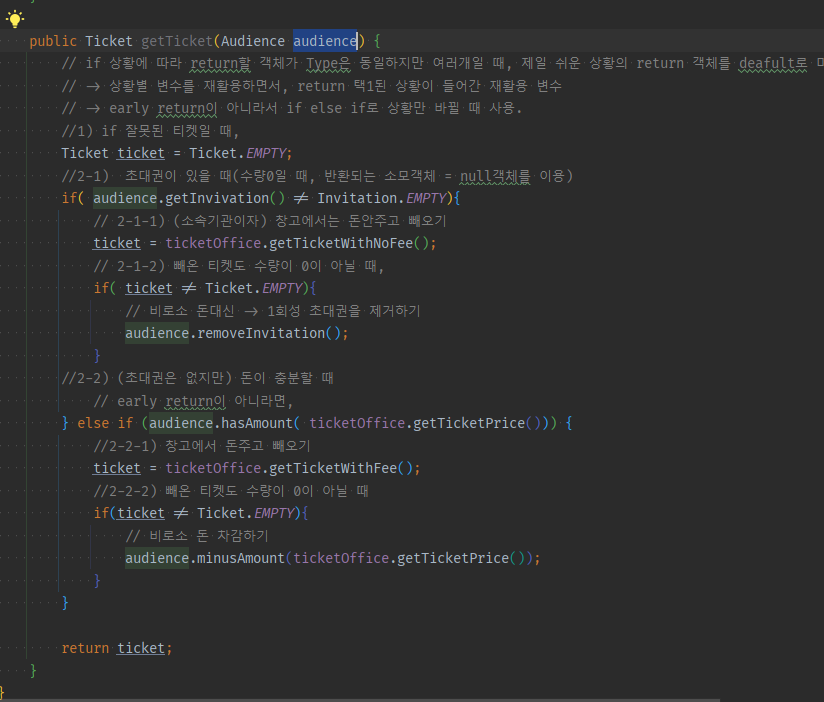 public Ticket getTicket(Audience audience) {
// if 상황에 따라 return할 객체가 Type은 동일하지만 여러개일 때, 제일 쉬운 상황의 return 객체를 deafult로
// -> 상황별 변수를 재활용하면서, return 택1된 상황이 들어간 재활용 변수
// -> early return이 아니라서 if else if로 상황만 바뀔 때 사용.
//1) if 잘못된 티켓일 때,
Ticket ticket = Ticket.EMPTY;
//2-1) 초대권이 있을 때(수량0일 때, 반환되는 소모객체 = null객체를 이용)
if( audience.getInvivation() != Invitation.EMPTY){
// 2-1-1) (소속기관이자) 창고에서는 돈안주고 빼오기
ticket = ticketOffice.getTicketWithNoFee();
// 2-1-2) 빼온 티켓도 수량이 0이 아닐 때,
if( ticket != Ticket.EMPTY){
// 비로소 돈대신 -> 1회성 초대권을 제거하기
audience.removeInvitation();
}
//2-2) (초대권은 없지만) 돈이 충분할 때
// early return이 아니라면,
} else if (audience.hasAmount( ticketOffice.getTicketPrice())) {
//2-2-1) 창고에서 돈주고 빼오기
ticket = ticketOffice.getTicketWithFee();
//2-2-2) 빼온 티켓도 수량이 0이 아닐 때
if(ticket != Ticket.EMPTY){
// 비로소 돈 차감하기
audience.minusAmount(ticketOffice.getTicketPrice());
}
}
return ticket;
}
}